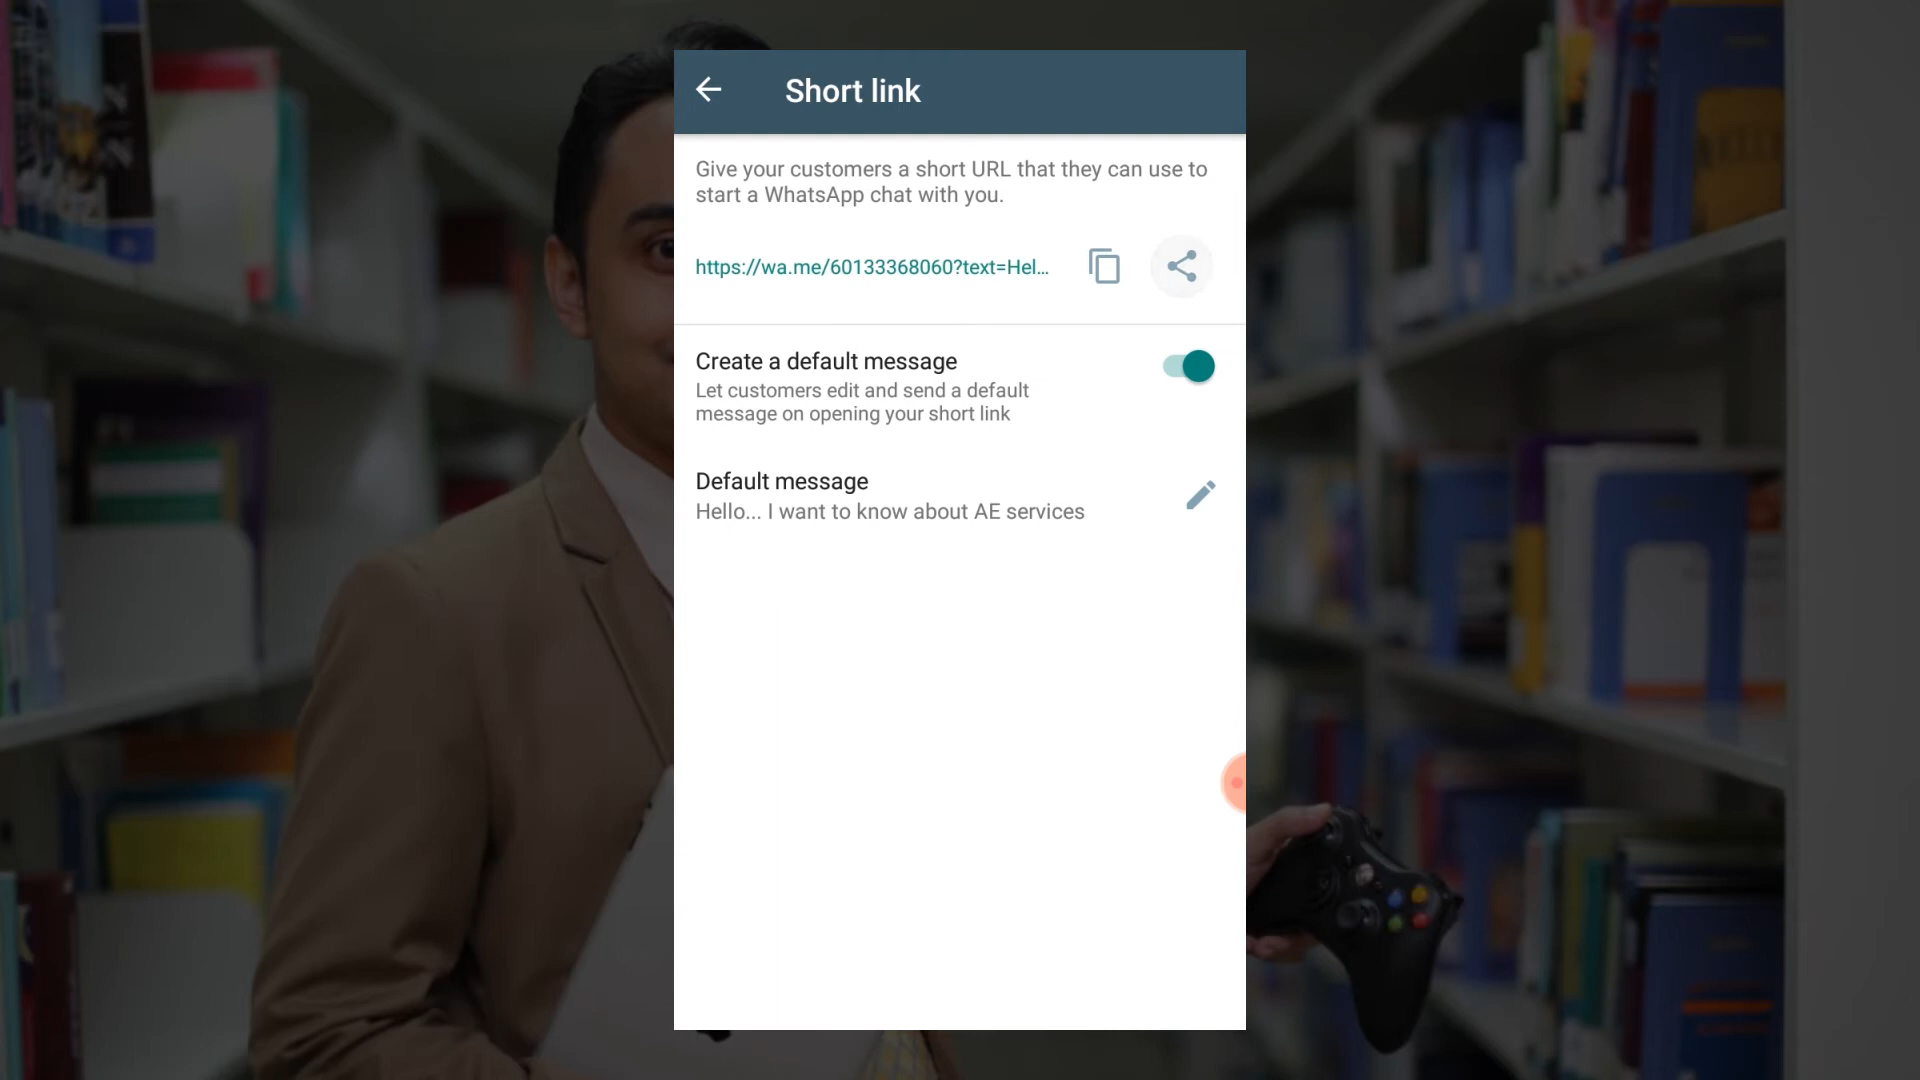 Short link
Give your customers a short URL that they can use to
start a WhatsApp chat with you.
https://wa.me/60133368060?text=Hel...
Create a default message
Let customers edit and send a default
message on opening your short link
Default message
Hello... I want to know about AE services